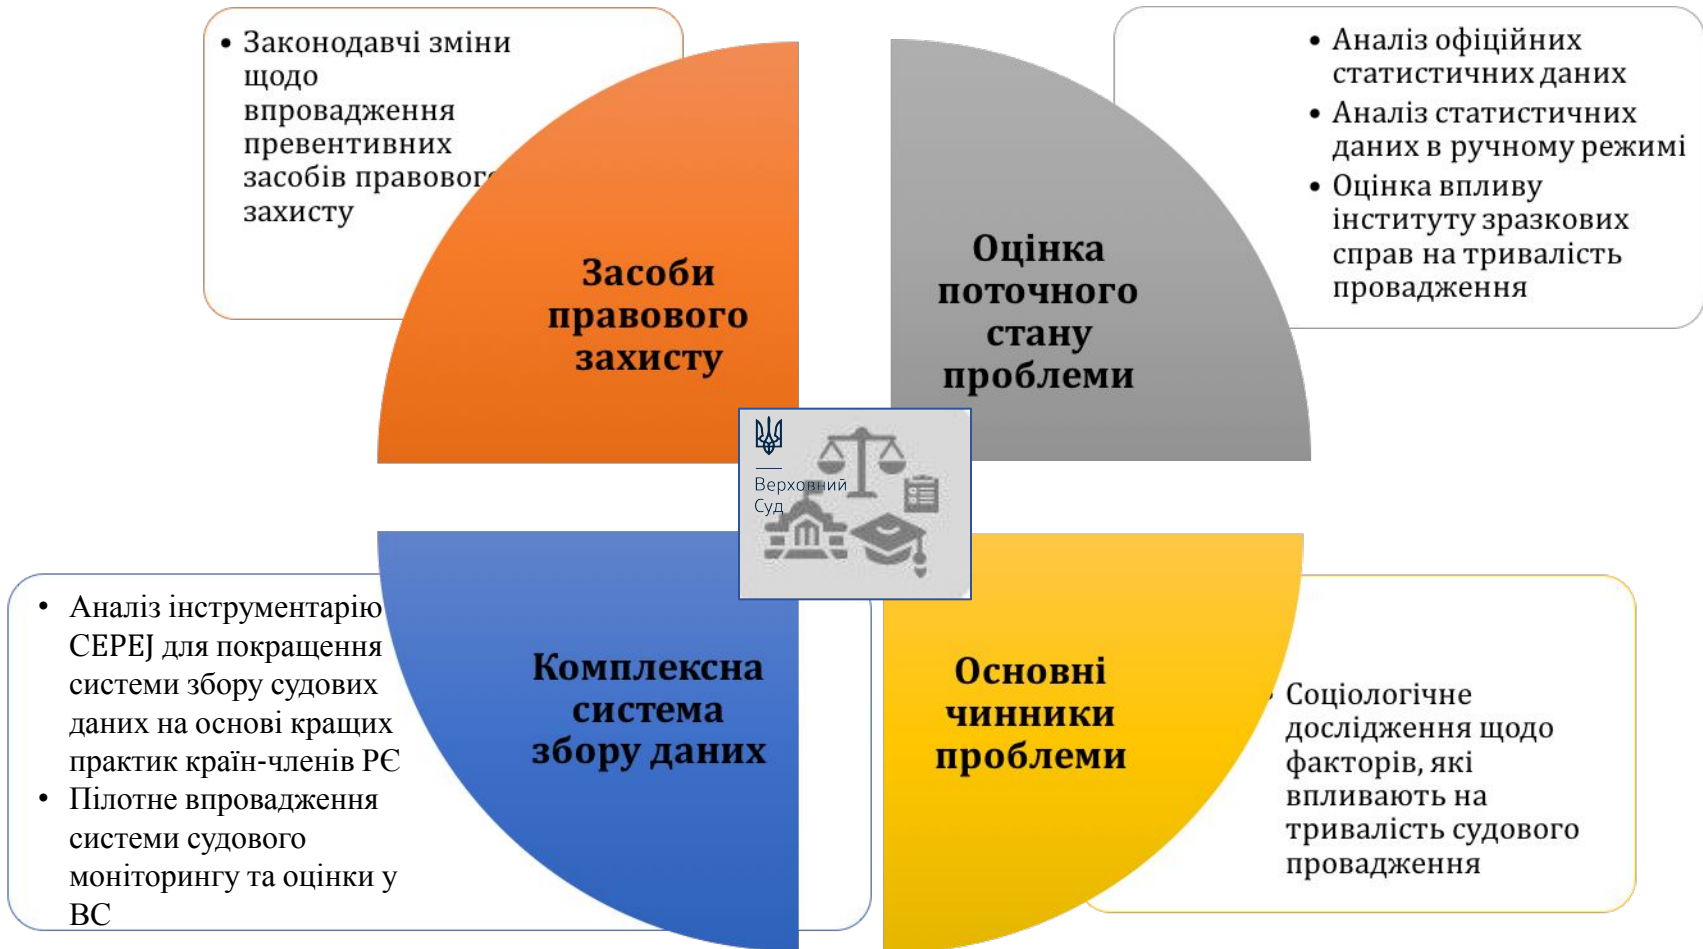 • Законодавчі зміни
щодо
впровадження
превентивних
засобів правового
захисту
Засоби
правового
захисту
• Аналіз офіційних
статистичних даних
• Аналіз статистичних
даних в ручному режимі
• Оцінка впливу
інституту зразкових
справ на тривалість
провадження
Оцінка
поточного
стану
проблеми
Верховний
Суд
• Аналіз інструментарію
CEPEJ для покращення
системи збору судових
даних на основі кращих
практик країн-членів РЄ
• Пілотне впровадження
системи судового
моніторингу та оцінки у
ВС
Комплексна
система
збору даних
Основні
чинники
проблеми
• Соціологічне
дослідження щодо
факторів, які
впливають на
тривалість судового
провадження